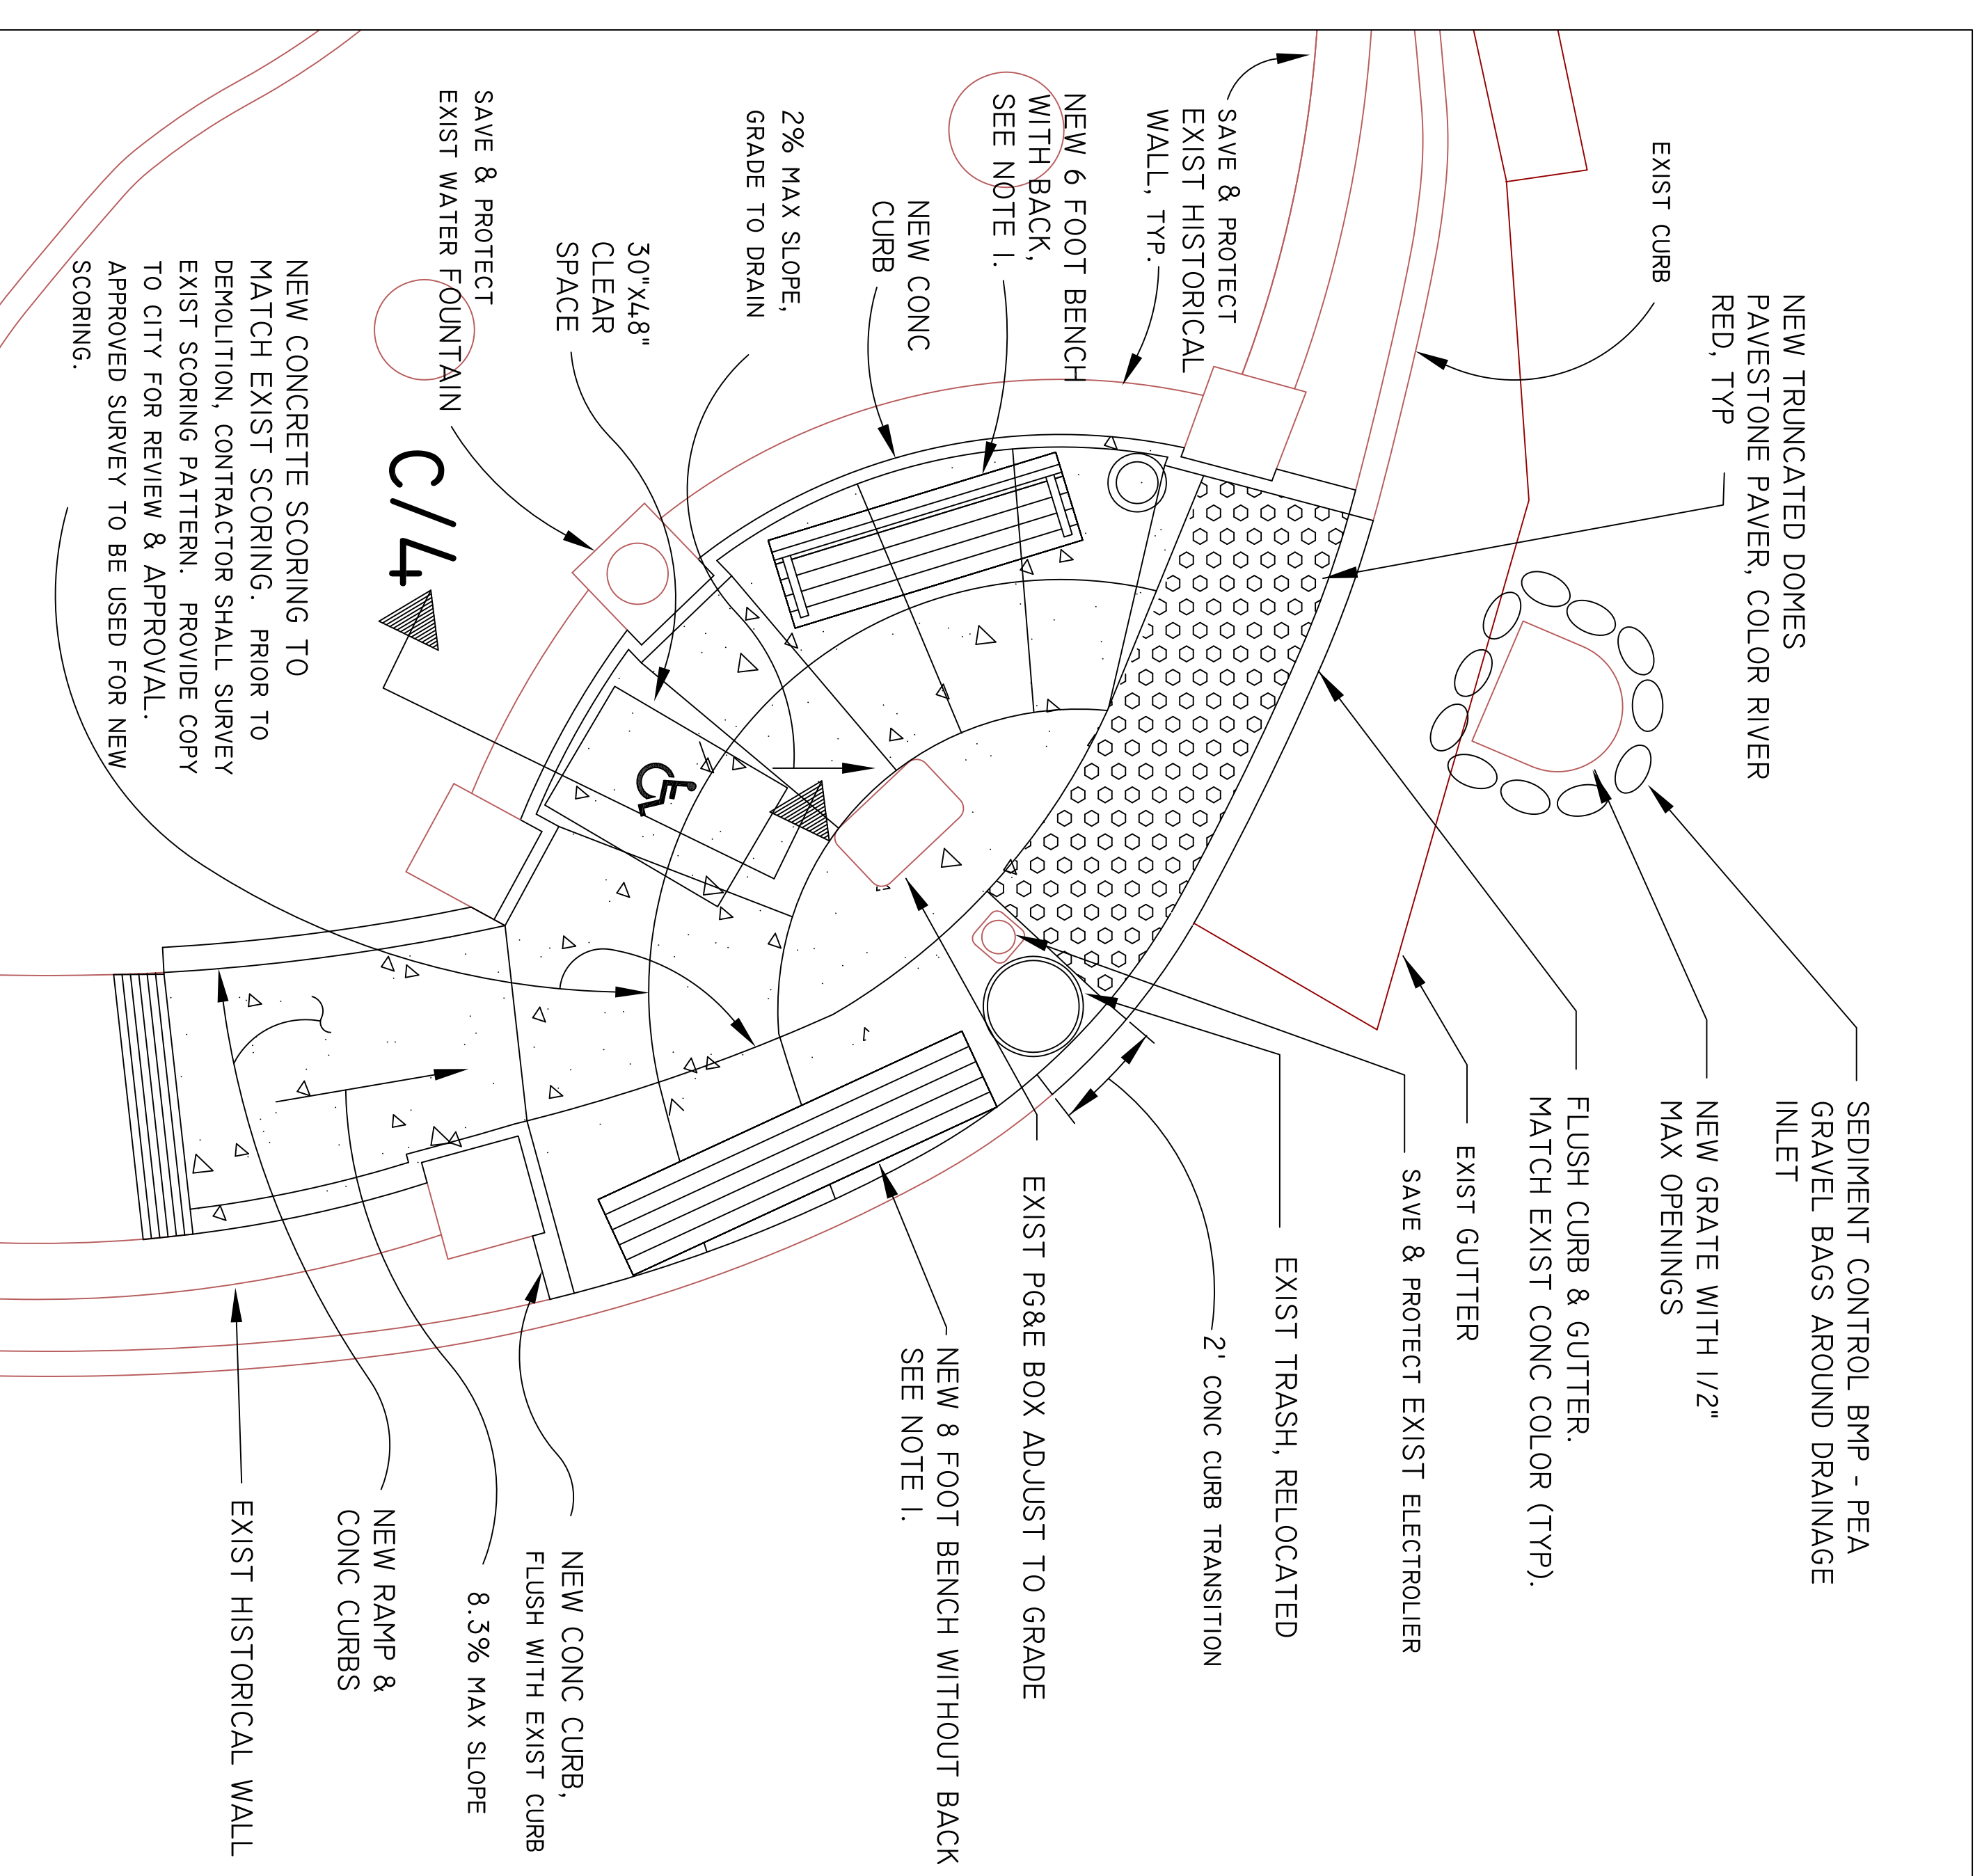 SEDIMENT CONTROL BMP - PEA
GRAVEL BAGS AROUND DRAINAGE
INLET
NEW TRUNCATED DOMES
PAVESTONE PAVER, COLOR RIVER
RED, TYP
NEW GRATE WITH 1/2"
MAX OPENINGS
EXIST CURB
FLUSH CURB & GUTTER.
MATCH EXIST CONC COLOR (TYP).
EXIST GUTTER
SAVE & PROTECT EXIST ELECTROLIER
EXIST TRASH, RELOCATED
SAVE & PROTECT
EXIST HISTORICAL
WALL, TYP.
2' CONC CURB TRANSITION
NEW 6 FOOT BENCH
WITH BACK,
SEE NOTE 1.
EXIST PG&E BOX ADJUST TO GRADE
NEW CONC
CURB
NEW 8 FOOT BENCH WITHOUT BACK
SEE NOTE 1.
2% MAX SLOPE,
GRADE TO DRAIN
30"X48"
CLEAR
SPACE
NEW CONC CURB,
FLUSH WITH EXIST CURB
SAVE & PROTECT
EXIST WATER FOUNTAIN
8.3% MAX SLOPE
C/4
NEW RAMP &
CONC CURBS
NEW CONCRETE SCORING TO
MATCH EXIST SCORING. PRIOR TO
DEMOLITION, CONTRACTOR SHALL SURVEY
EXIST SCORING PATTERN. PROVIDE COPY
TO CITY FOR REVIEW & APPROVAL.
APPROVED SURVEY TO BE USED FOR NEW
SCORING.
EXIST HISTORICAL WALL